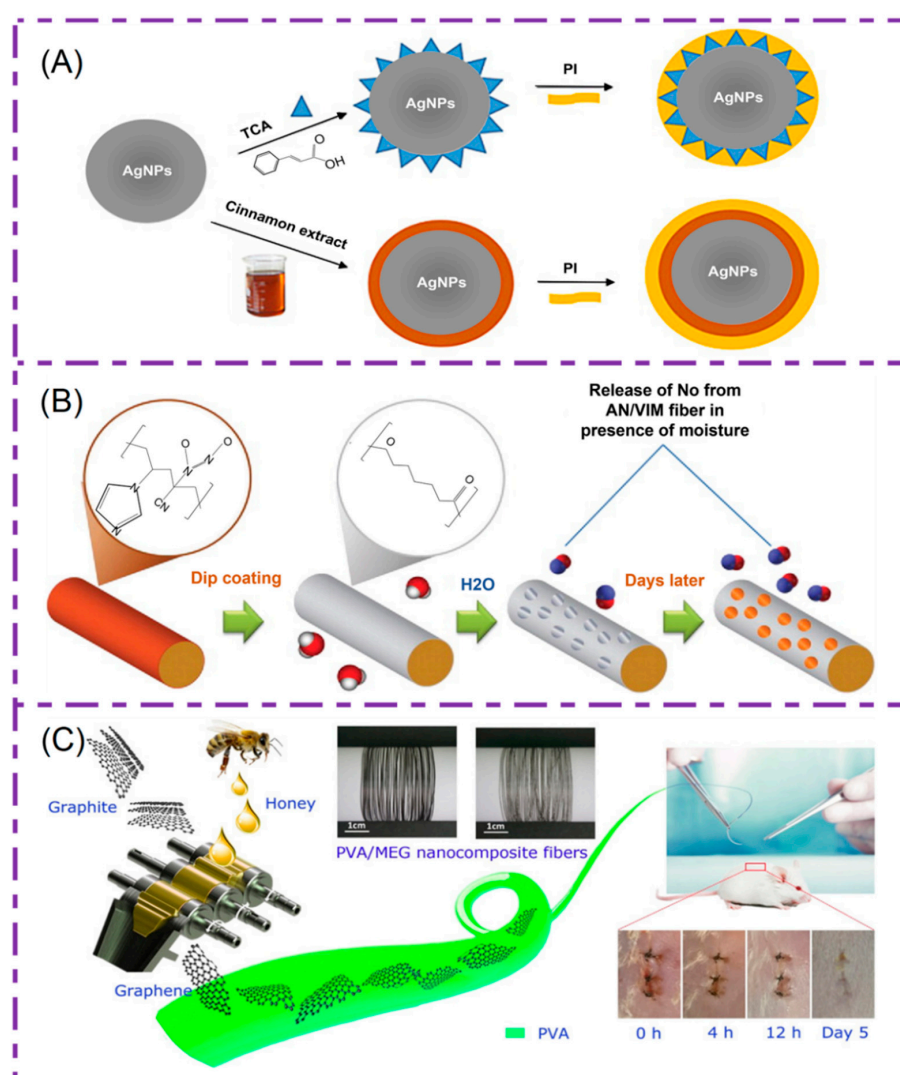 (A)
TCA
O
OH
PI
AgNPs
AgNPs
AgNPs
Cinnamon extract
AgNPs
PI
AgNPs
(B)
Release of No from
AN/VIM fiber in
presence of moisture
O
O
N
N
N
CN
N
O
O
Dip coating
H2O
Days later
(C)
Graphite
Honey
1cm
1cm
PVA/MEG nanocomposite fibers
Graphene
PVA
0 h
4 h
12 h
Day 5